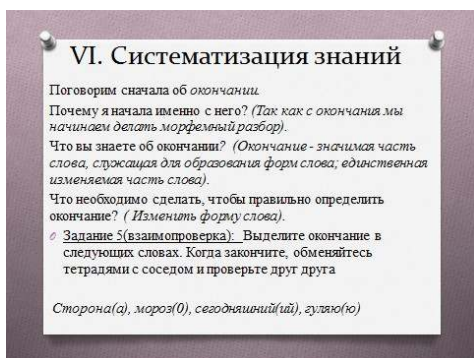 VI. Систематизация знаний
Поговорим сначала об окончании.
Почему я начала именно с него? (Так как с окончания мы
начинаем делать морфемный разбор).
Что вы знаете об окончании? (Окончание - значимая часть
слова, служащая для образования форм слова; единственная
изменяемая часть слова).
Что необходимо сделать, чтобы правильно определить
окончание? ( Изменить форму слова).
Задание 5(взаимопроверка): Выделите окончание в
следующих словах. Когда закончите, обменяйтесь
тетрадями с соседом и проверьте друг друга
Сторона(а), мороз(0), сегодняшний(ий), гуляю(ю)